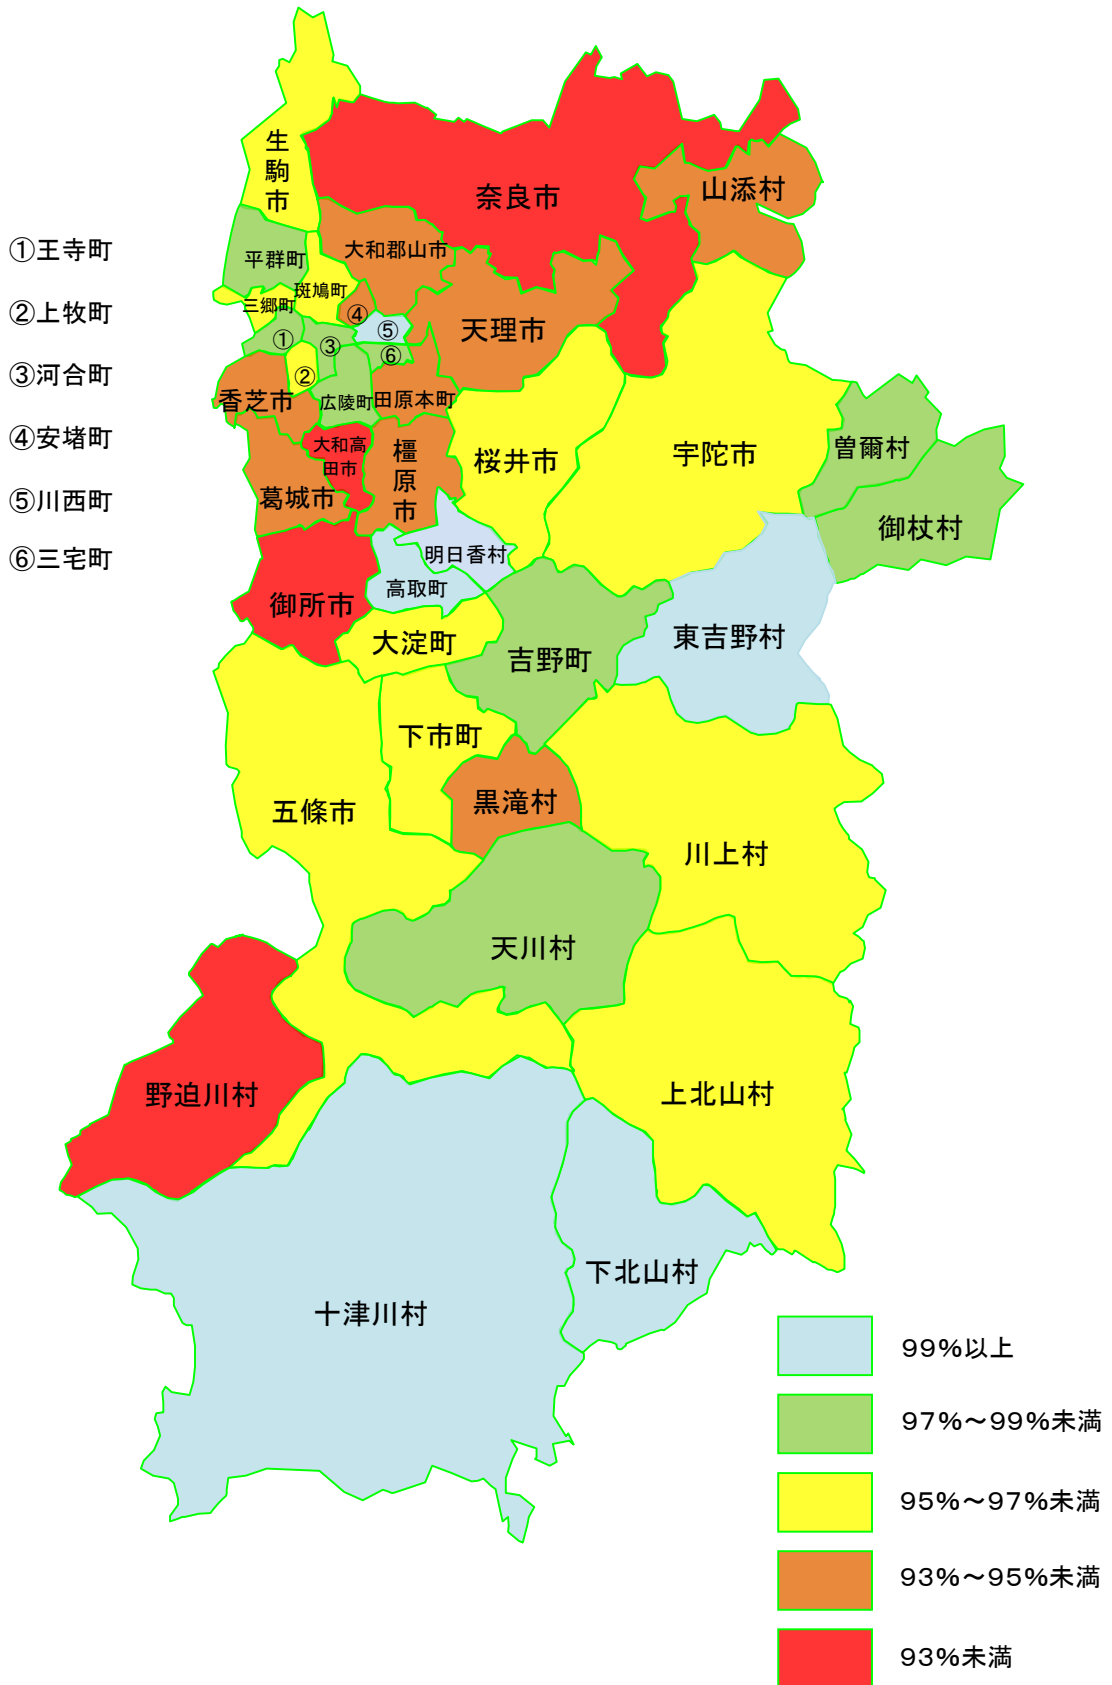 生駒市
奈良市
山添村
①王寺町
平群町
大和郡山市
斑鳩町
三郷町
②上牧町
④
⑤
天理市
①
③
⑥
③河合町
②
香芝市
広陵町
田原本町
④安堵町
大和高
田市
橿原市
桜井市
宇陀市
曽爾村
⑤川西町
葛城市
御杖村
⑥三宅町
明日香村
高取町
御所市
大淀町
吉野町
東吉野村
下市町
黒滝村
五條市
川上村
天川村
野迫川村
上北山村
下北山村
十津川村
99%以上
97%～99%未満
95%～97%未満
93%～95%未満
93%未満